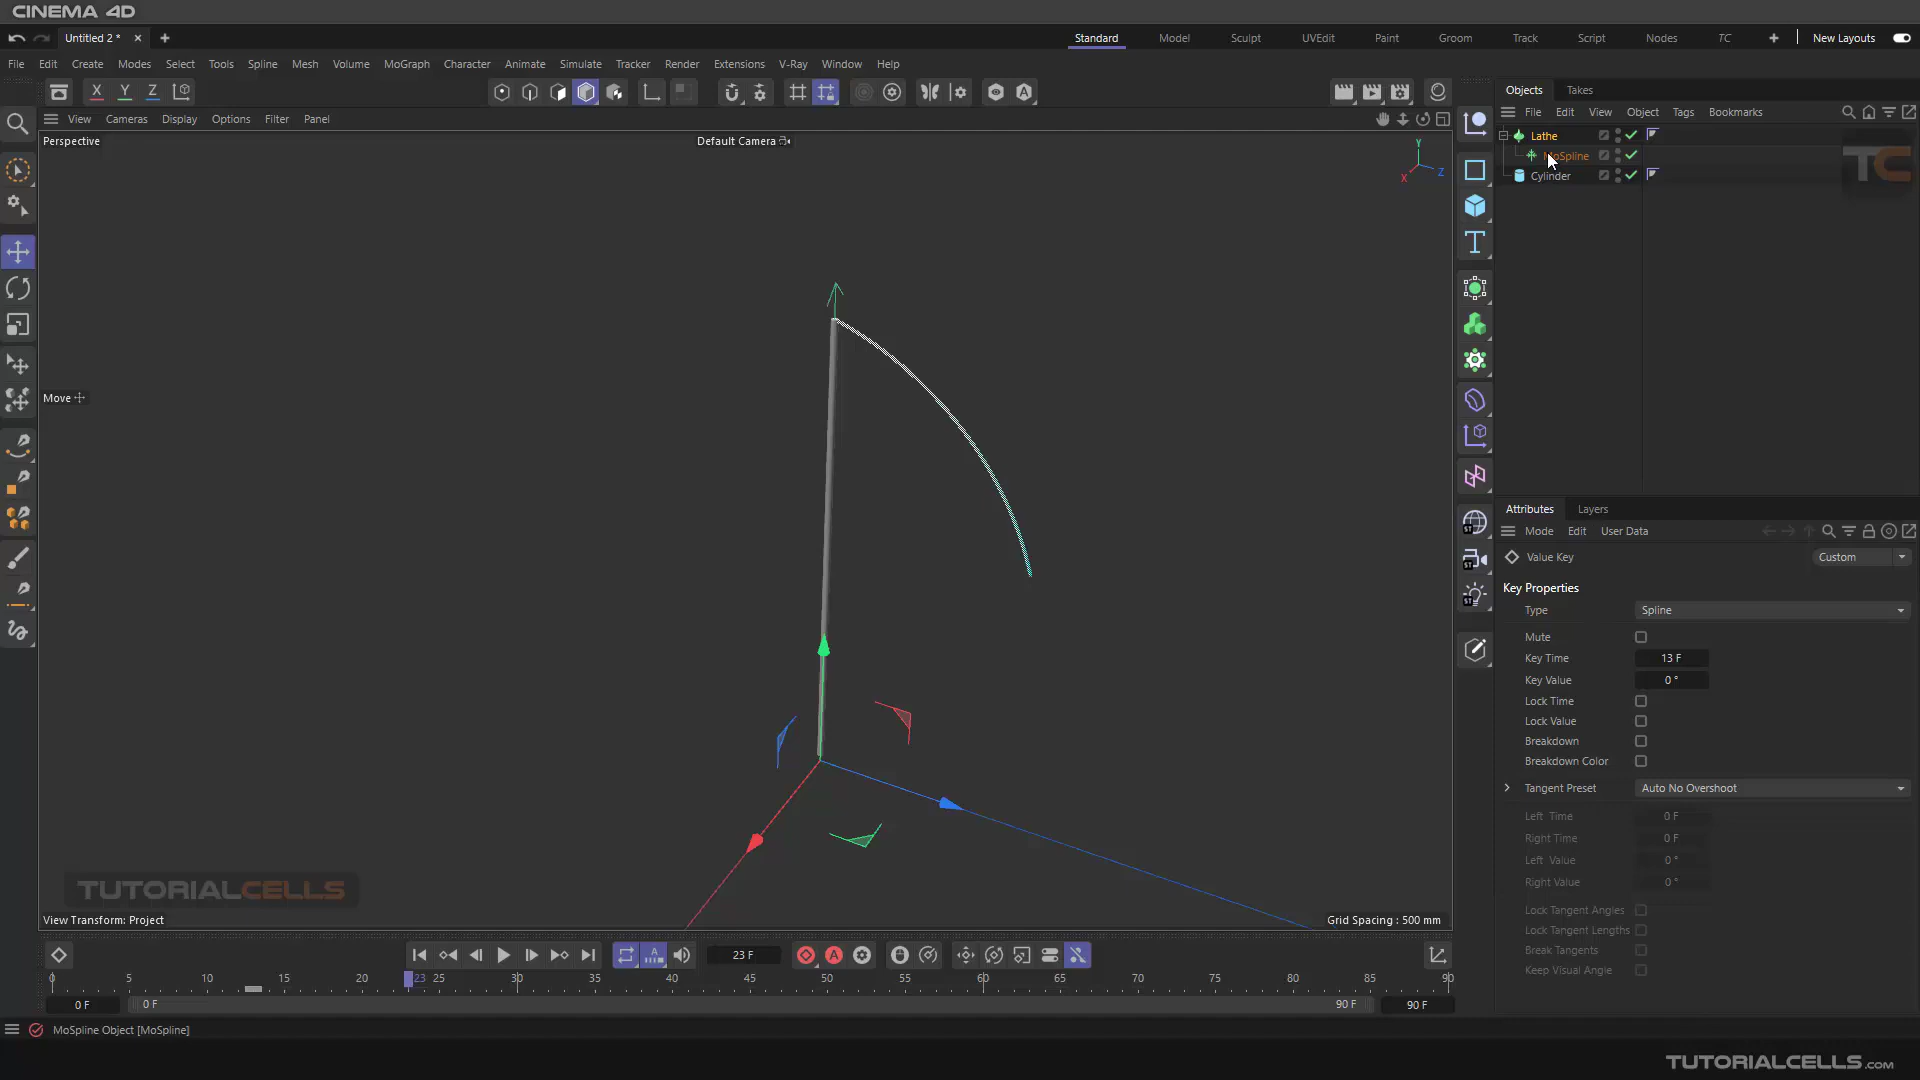 CINEMA 4D
Untitled 2 *
Standard
Model
Sculpt
UVEdit
Paint
Groom
Track
Script
Nodes
TC
New Layouts
File
Edit
Create
Modes
Select
Tools
Spline
Mesh
Volume
MoGraph
Character
Animate
Simulate
Tracker
Render
Extensions
V-Ray
Window
Help
X
Y
Z
View
Cameras
Display
Options
Filter
Panel
Perspective
Default Camera
Y
X
Z
Move
Objects
Takes
File
Edit
View
Object
Tags
Bookmarks
Lathe
MoSpline
Cylinder
TC
Attributes
Layers
Mode
Edit
User Data
Value Key
Custom
Key Properties
Type
Spline
Mute
Key Time
13 F
Key Value
0 °
Lock Time
Lock Value
Breakdown
Breakdown Color
Tangent Preset
Auto No Overshoot
Left Time
0 F
Right Time
0 F
Left Value
0 °
Right Value
0 °
Lock Tangent Angles
Lock Tangent Lengths
Break Tangents
Keep Visual Angle
TUTORIALCELLS
View Transform: Project
Grid Spacing : 500 mm
23 F
0
5
10
15
20
23
25
30
35
40
45
50
55
60
65
70
75
80
85
90
0 F
0 F
90 F
90 F
MoSpline Object [MoSpline]
TUTORIALCELLS.COM